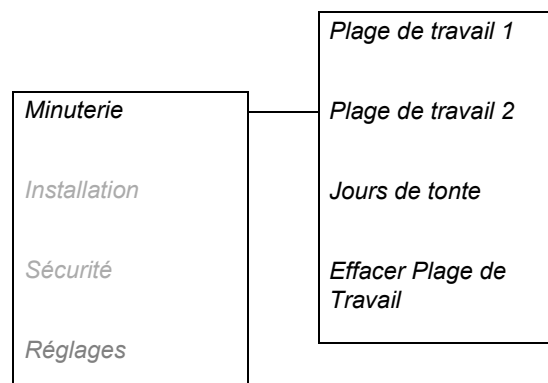 Minuterie
Installation
Sécurité
Réglages
Plage de travail 1
Plage de travail 2
Jours de tonte
Effacer Plage de
Travail